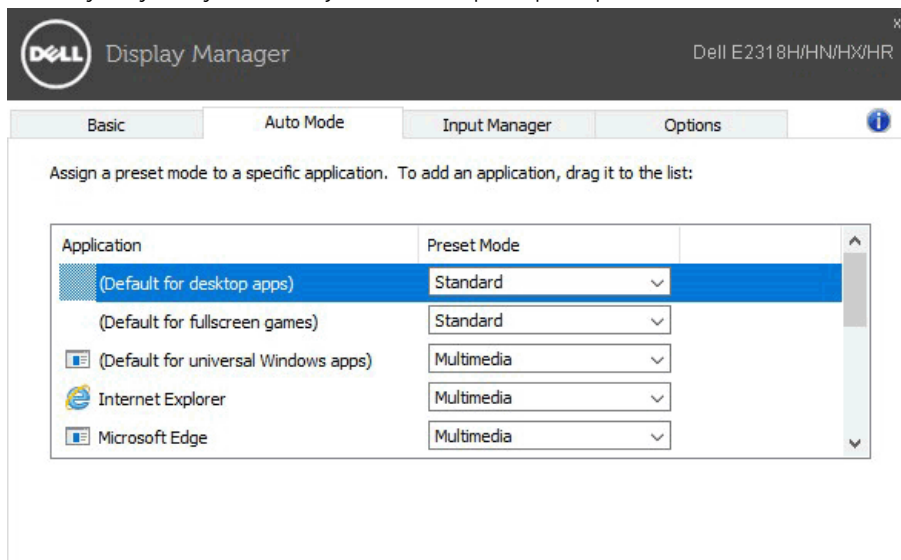 x
DELL Display Manager Dell E2318H/HN/HX/HR
Basic Auto Mode Input Manager Options
Assign a preset mode to a specific application. To add an application, drag it to the list:
Application Preset Mode
(Default for desktop apps) Standard
(Default for fullscreen games) Standard
(Default for universal Windows apps) Multimedia
Internet Explorer Multimedia
Microsoft Edge Multimedia